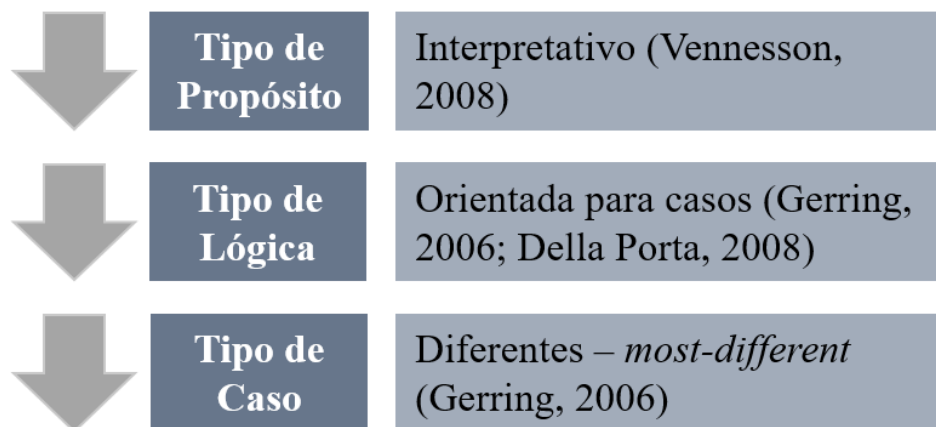 Tipo de
Propósito
Interpretativo (Vennesson,
2008)
Tipo de
Lógica
Orientada para casos (Gerring,
2006; Della Porta, 2008)
Tipo de
Caso
Diferentes – most-different
(Gerring, 2006)